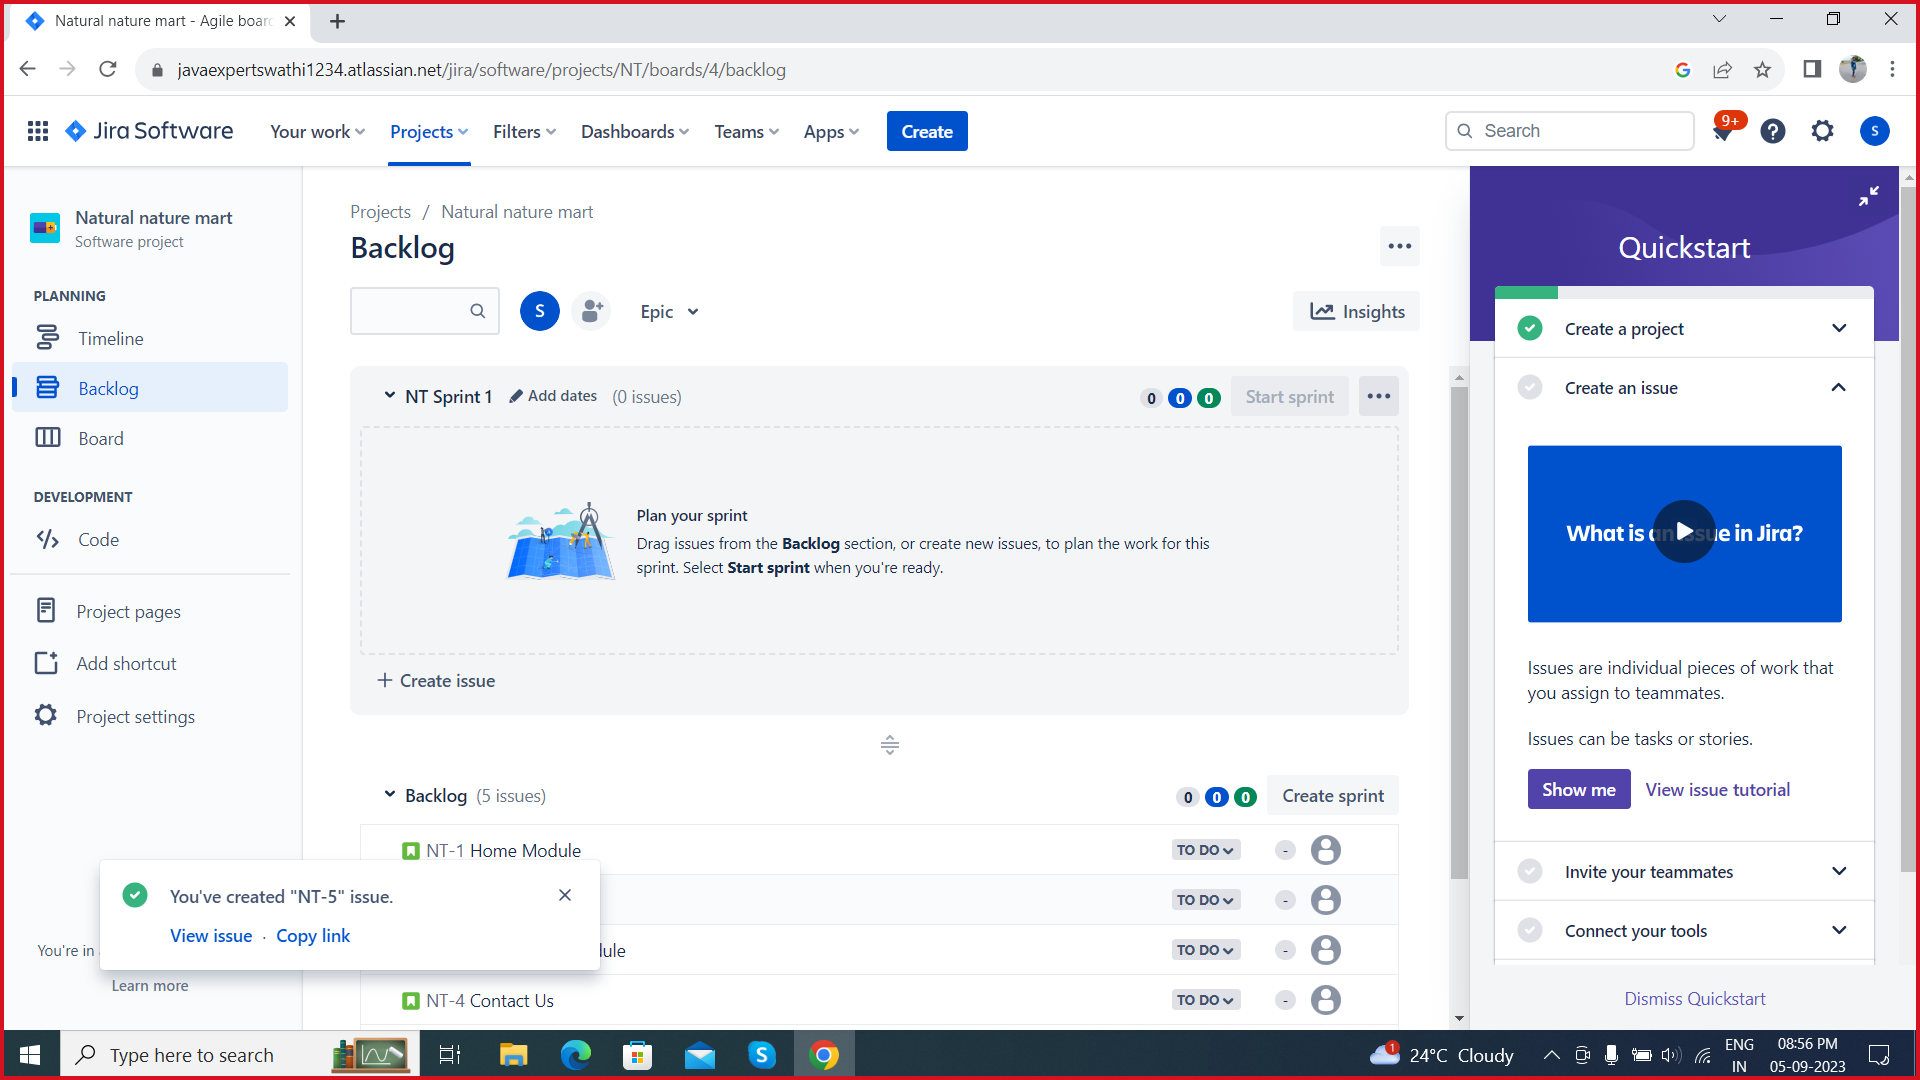 Natural nature mart - Agile board
javaexpertswathi1234.atlassian.net/jira/software/projects/NT/boards/4/backlog
Jira Software
Your work
Projects
Filters
Dashboards
Teams
Apps
Create
Search
9+
S
Natural nature mart
Software project
PLANNING
Timeline
Backlog
Board
DEVELOPMENT
Code
Project pages
Add shortcut
Project settings
You're in
Learn more
Projects / Natural nature mart
Backlog
S
Epic
Insights
NT Sprint 1 Add dates (0 issues)
0 0 0 Start sprint
Plan your sprint
Drag issues from the Backlog section, or create new issues, to plan the work for this
sprint. Select Start sprint when you're ready.
+ Create issue
Backlog (5 issues)
0 0 0 Create sprint
NT-1 Home Module TO DO -
TO DO -
TO DO -
NT-4 Contact Us TO DO -
You've created "NT-5" issue.
View issue · Copy link
Quickstart
Create a project
Create an issue
What is an issue in Jira?
Issues are individual pieces of work that
you assign to teammates.
Issues can be tasks or stories.
Show me View issue tutorial
Invite your teammates
Connect your tools
Dismiss Quickstart
Type here to search
1
24°C Cloudy
ENG
IN
08:56 PM
05-09-2023